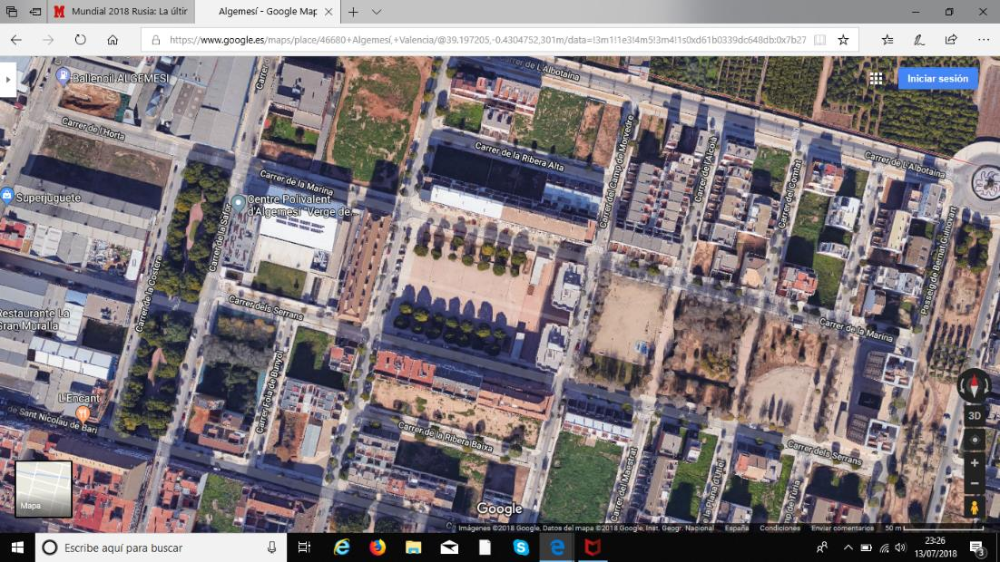 Mundial 2018 Rusia: La últir
Algemesí - Google Map
https://www.google.es/maps/place/46680+Algemesí,+Valencia/@39.197205,-0.4304752,301m/data=!3m1!1e3!4m5!3m4!1s0xd61b0339dc648db:0x7b27
Iniciar sesión
Ballenoil ALGEMESI
Carrer de L'Albotaina
Carrer de l'Horta
Carrer de la Ribera Alta
Carrer del Camp de Morvedre
Carrer de l'Alcoià
Carrer del Comtat
Carrer de L'Albotaina
Carrer de la Marina
Superjuguete
Centre Polivalent
d'Algemesí "Verge de...
Carrer de la Safor
Passeig de Bernat Guinovart
Carrer de la Costera
Carrer dels Serrans
Carrer de la Marina
Restaurante La
Gran Muralla
Carrer Foia de Bunyol
L'Encant
de Sant Nicolau de Bari
Carrer de la Ribera Baixa
Carrer dels Serrans
Carrer del Maestrat
3D
Mapa
Google
Imágenes ©2018 Google, Datos del mapa ©2018 Google, Inst. Geogr. Nacional España Condiciones Enviar comentarios 50 m
Escribe aquí para buscar
23:26
13/07/2018
3